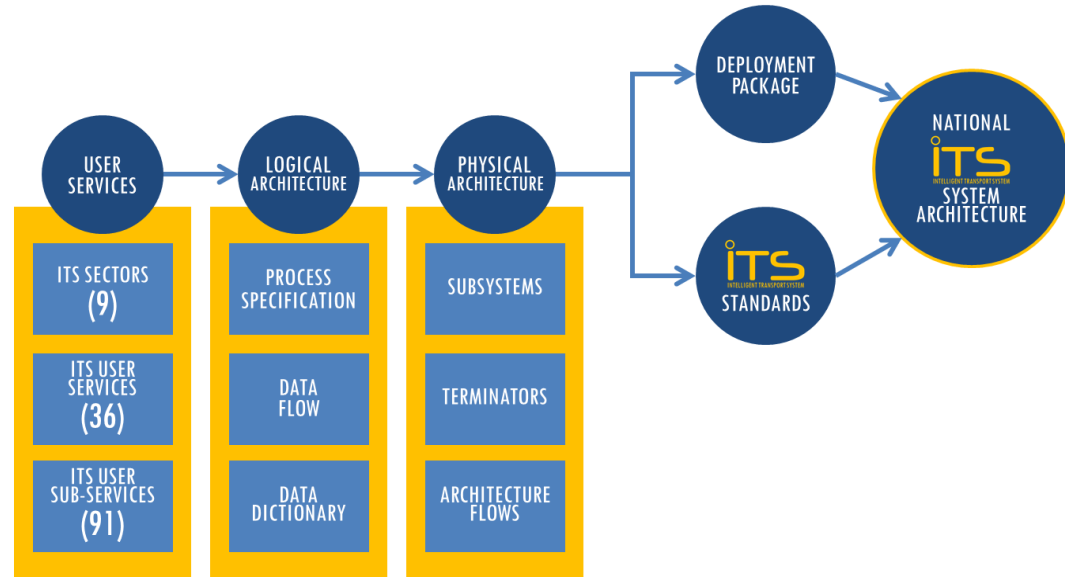 USER
SERVICES
ITS SECTORS
(9)
ITS USER
SERVICES
(36)
ITS USER
SUB-SERVICES
(91)
LOGICAL
ARCHITECTURE
PROCESS
SPECIFICATION
DATA
FLOW
DATA
DICTIONARY
PHYSICAL
ARCHITECTURE
SUBSYSTEMS
TERMINATORS
ARCHITECTURE
FLOWS
DEPLOYMENT
PACKAGE
iTS
INTELLIGENT TRANSPORT SYSTEM
STANDARDS
NATIONAL
iTS
INTELLIGENT TRANSPORT SYSTEM
SYSTEM
ARCHITECTURE